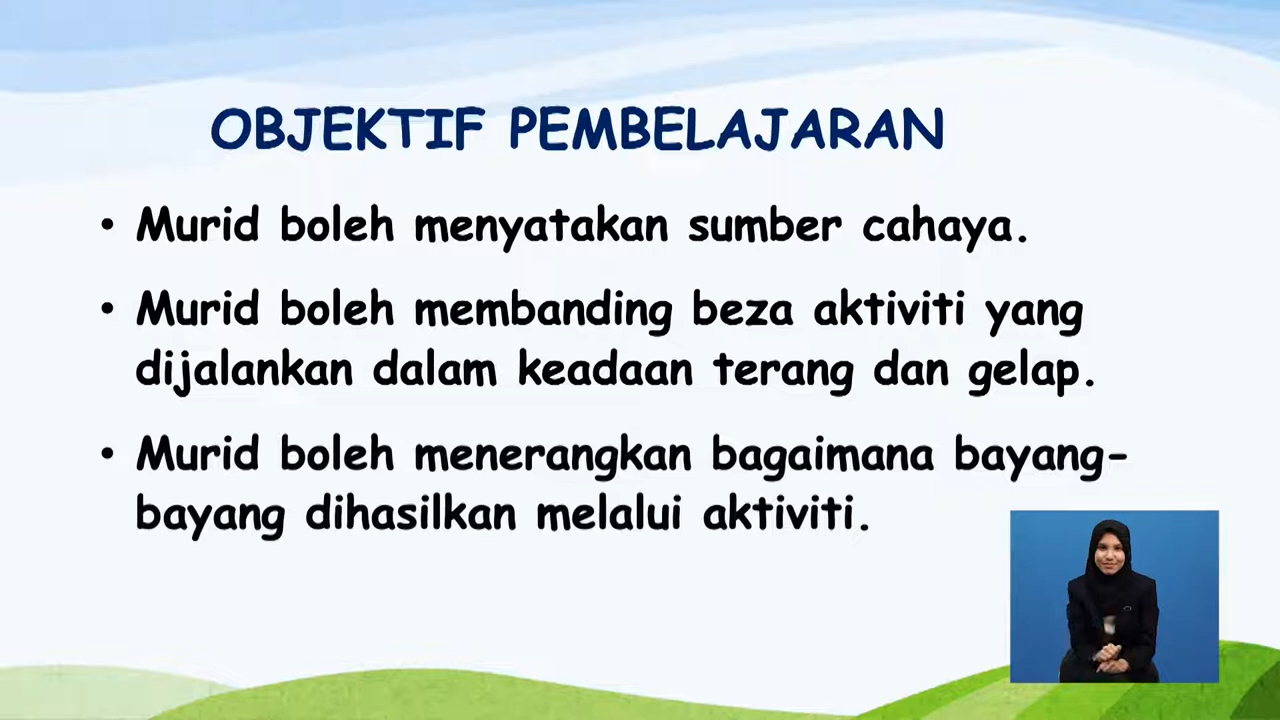 OBJEKTIF PEMBELAJARAN
• Murid boleh menyatakan sumber cahaya.
• Murid boleh membanding beza aktiviti yang
dijalankan dalam keadaan terang dan gelap.
• Murid boleh menerangkan bagaimana bayang-
bayang dihasilkan melalui aktiviti.